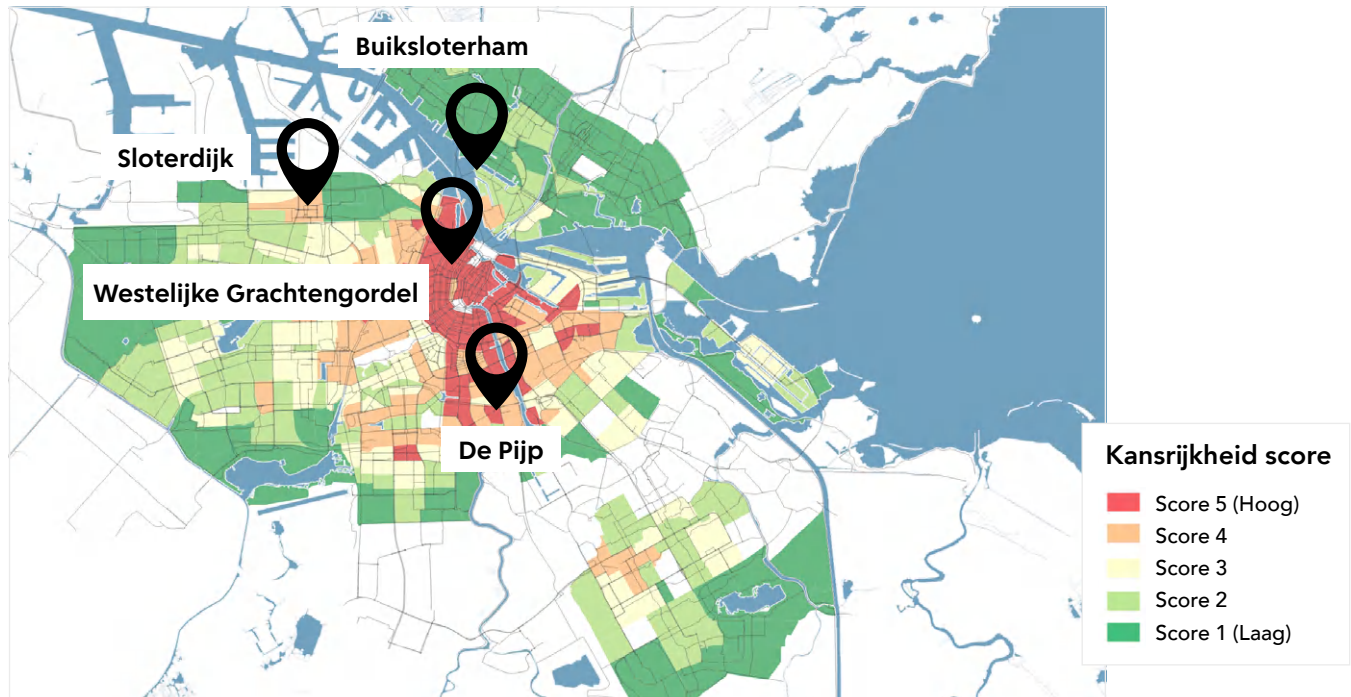 Buiksloterham
Sloterdijk
Westelijke Grachtengordel
De Pijp
Kansrijkheid score
Score 5 (Hoog)
Score 4
Score 3
Score 2
Score 1 (Laag)